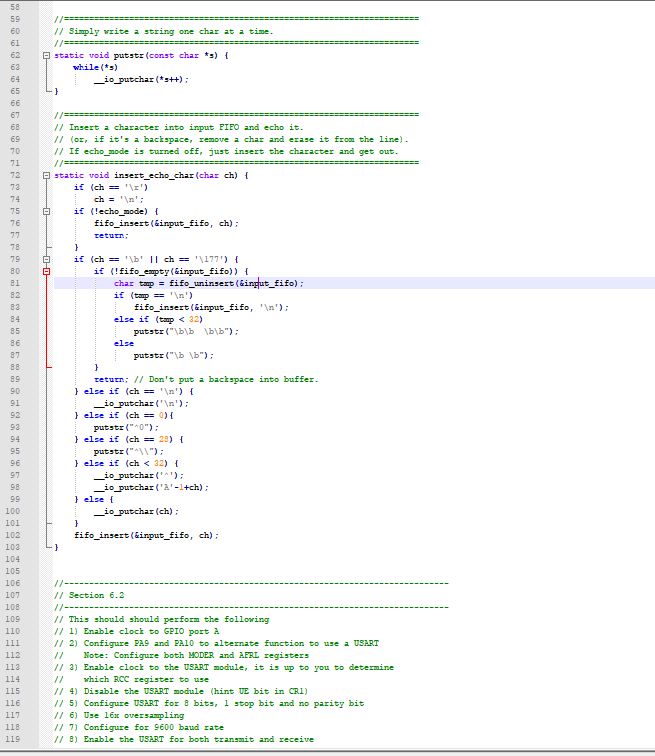 58
59 //=======================================================================
60 // Simply write a string one char at a time.
61 //=======================================================================
62 static void putstr(const char *s) {
63 while(*s)
64 __io_putchar(*s++);
65 }
66
67 //=======================================================================
68 // Insert a character into input FIFO and echo it.
69 // (or, if it's a backspace, remove a char and erase it from the line).
70 // If echo_mode is turned off, just insert the character and get out.
71 //=======================================================================
72 static void insert_echo_char(char ch) {
73 if (ch == '\r')
74 ch = '\n';
75 if (!echo_mode) {
76 fifo_insert(&input_fifo, ch);
77 return;
78 }
79 if (ch == '\b' || ch == '\177') {
80 if (!fifo_empty(&input_fifo)) {
81 char tmp = fifo_uninsert(&input_fifo);
82 if (tmp == '\n')
83 fifo_insert(&input_fifo, '\n');
84 else if (tmp < 32)
85 putstr("\b\b  \b\b");
86 else
87 putstr("\b \b");
88 }
89 return; // Don't put a backspace into buffer.
90 } else if (ch == '\n') {
91 __io_putchar('\n');
92 } else if (ch == 0){
93 putstr("^0");
94 } else if (ch == 28) {
95 putstr("^\\");
96 } else if (ch < 32) {
97 __io_putchar('^');
98 __io_putchar('A'-1+ch);
99 } else {
100 __io_putchar(ch);
101 }
102 fifo_insert(&input_fifo, ch);
103 }
104
105
106 //-----------------------------------------------------------------------------
107 // Section 6.2
108 //-----------------------------------------------------------------------------
109 // This should should perform the following
110 // 1) Enable clock to GPIO port A
111 // 2) Configure PA9 and PA10 to alternate function to use a USART
112 // Note: Configure both MODER and AFRL registers
113 // 3) Enable clock to the USART module, it is up to you to determine
114 // which RCC register to use
115 // 4) Disable the USART module (hint UE bit in CR1)
116 // 5) Configure USART for 8 bits, 1 stop bit and no parity bit
117 // 6) Use 16x oversampling
118 // 7) Configure for 9600 baud rate
119 // 8) Enable the USART for both transmit and receive